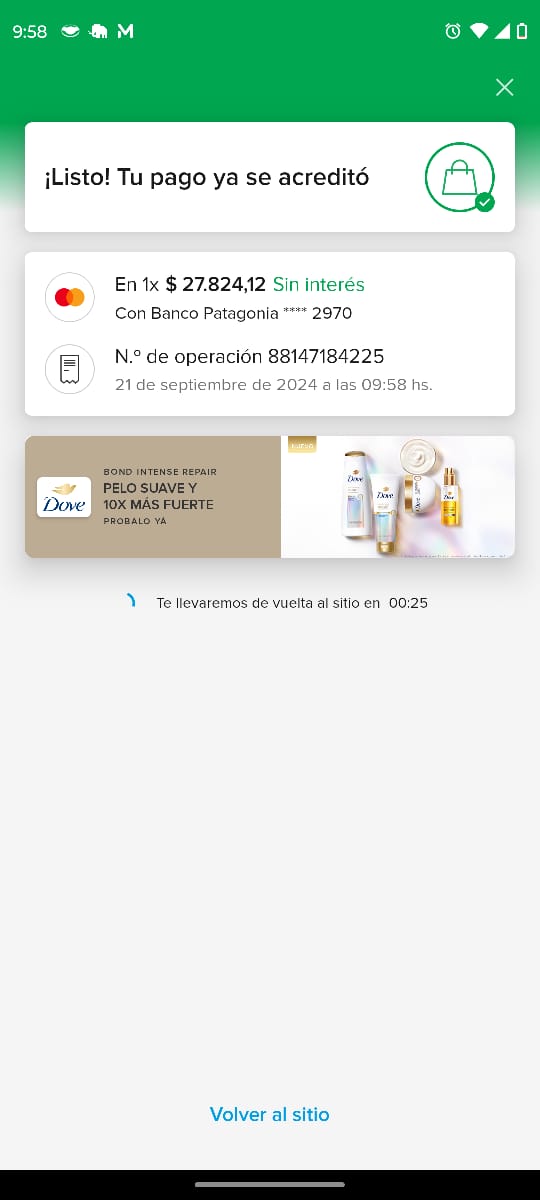 9:58
¡Listo! Tu pago ya se acreditó
En 1x $ 27.824,12 Sin interés
Con Banco Patagonia **** 2970
N.º de operación 88147184225
21 de septiembre de 2024 a las 09:58 hs.
Dove
BOND INTENSE REPAIR
PELO SUAVE Y
10X MÁS FUERTE
PROBALO YÁ
NUEVO
Dove
Dove
Dove
Dove
Te llevaremos de vuelta al sitio en 00:25
Volver al sitio